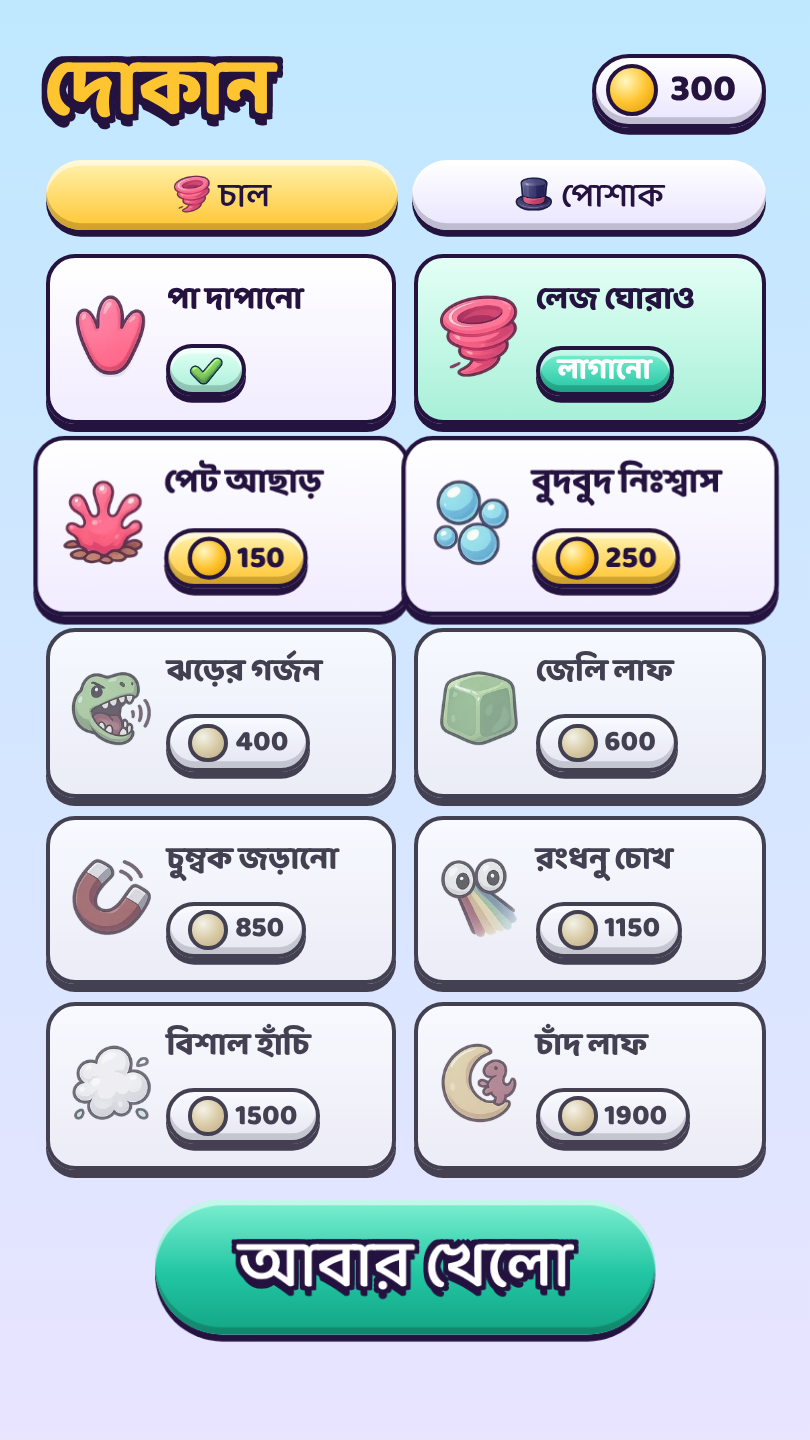 দোকান
300
চাল
পোশাক
পা দাপানো
লেজ ঘোরাও
লাগানো
পেট আছাড়
বুদবুদ নিঃশ্বাস
150
250
ঝড়ের গর্জন
জেলি লাফ
400
600
চুম্বক জড়ানো
রংধনু চোখ
850
1150
বিশাল হাঁচি
চাঁদ লাফ
1500
1900
আবার খেলো